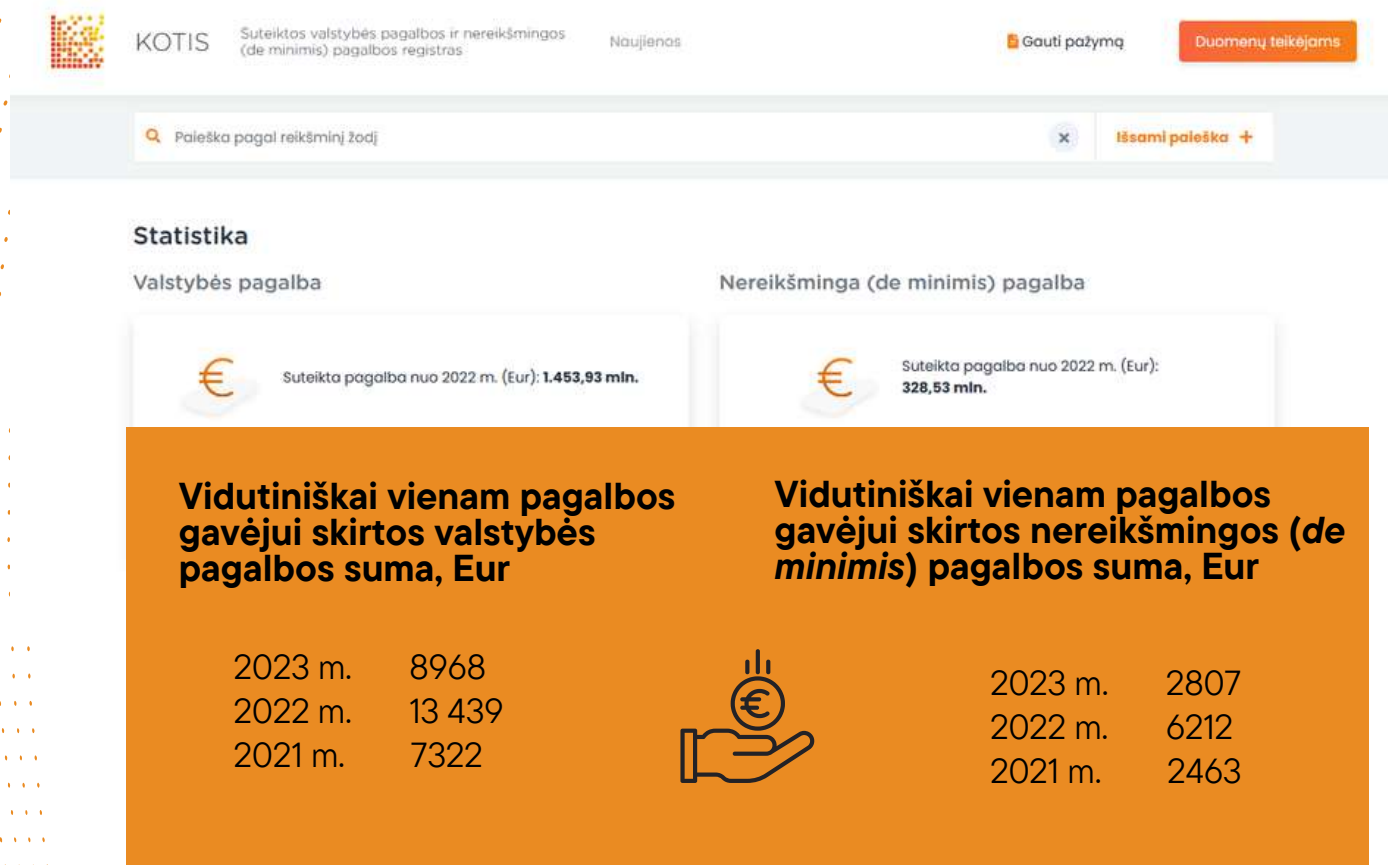 KOTIS
Suteiktos valstybės pagalbos ir nereikšmingos
(de minimis) pagalbos registras
Naujienos
Gauti pažymą
Duomenų teikėjams
Paieška pagal reikšminį žodį
Išsami paieška +
Statistika
Valstybės pagalba
Nereikšminga (de minimis) pagalba
€
Suteikta pagalba nuo 2022 m. (Eur): 1.453,93 mln.
€
Suteikta pagalba nuo 2022 m. (Eur):
328,53 mln.
Vidutiniškai vienam pagalbos
gavėjui skirtos valstybės
pagalbos suma, Eur
2023 m. 8968
2022 m. 13 439
2021 m. 7322
€
Vidutiniškai vienam pagalbos
gavėjui skirtos nereikšmingos (de
minimis) pagalbos suma, Eur
2023 m. 2807
2022 m. 6212
2021 m. 2463